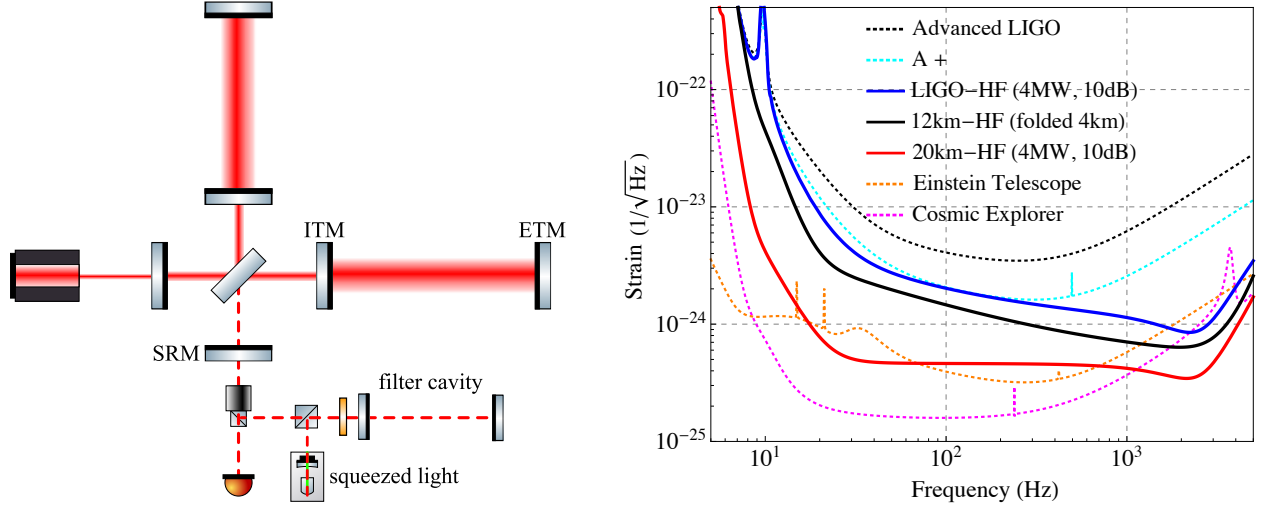 ITM
ETM
SRM
filter cavity
squeezed light
Advanced LIGO
A +
LIGO−HF (4MW, 10dB)
12km−HF (folded 4km)
20km−HF (4MW, 10dB)
Einstein Telescope
Cosmic Explorer
Strain (1/√Hz)
10⁻²²
10⁻²³
10⁻²⁴
10⁻²⁵
10¹
10²
10³
Frequency (Hz)